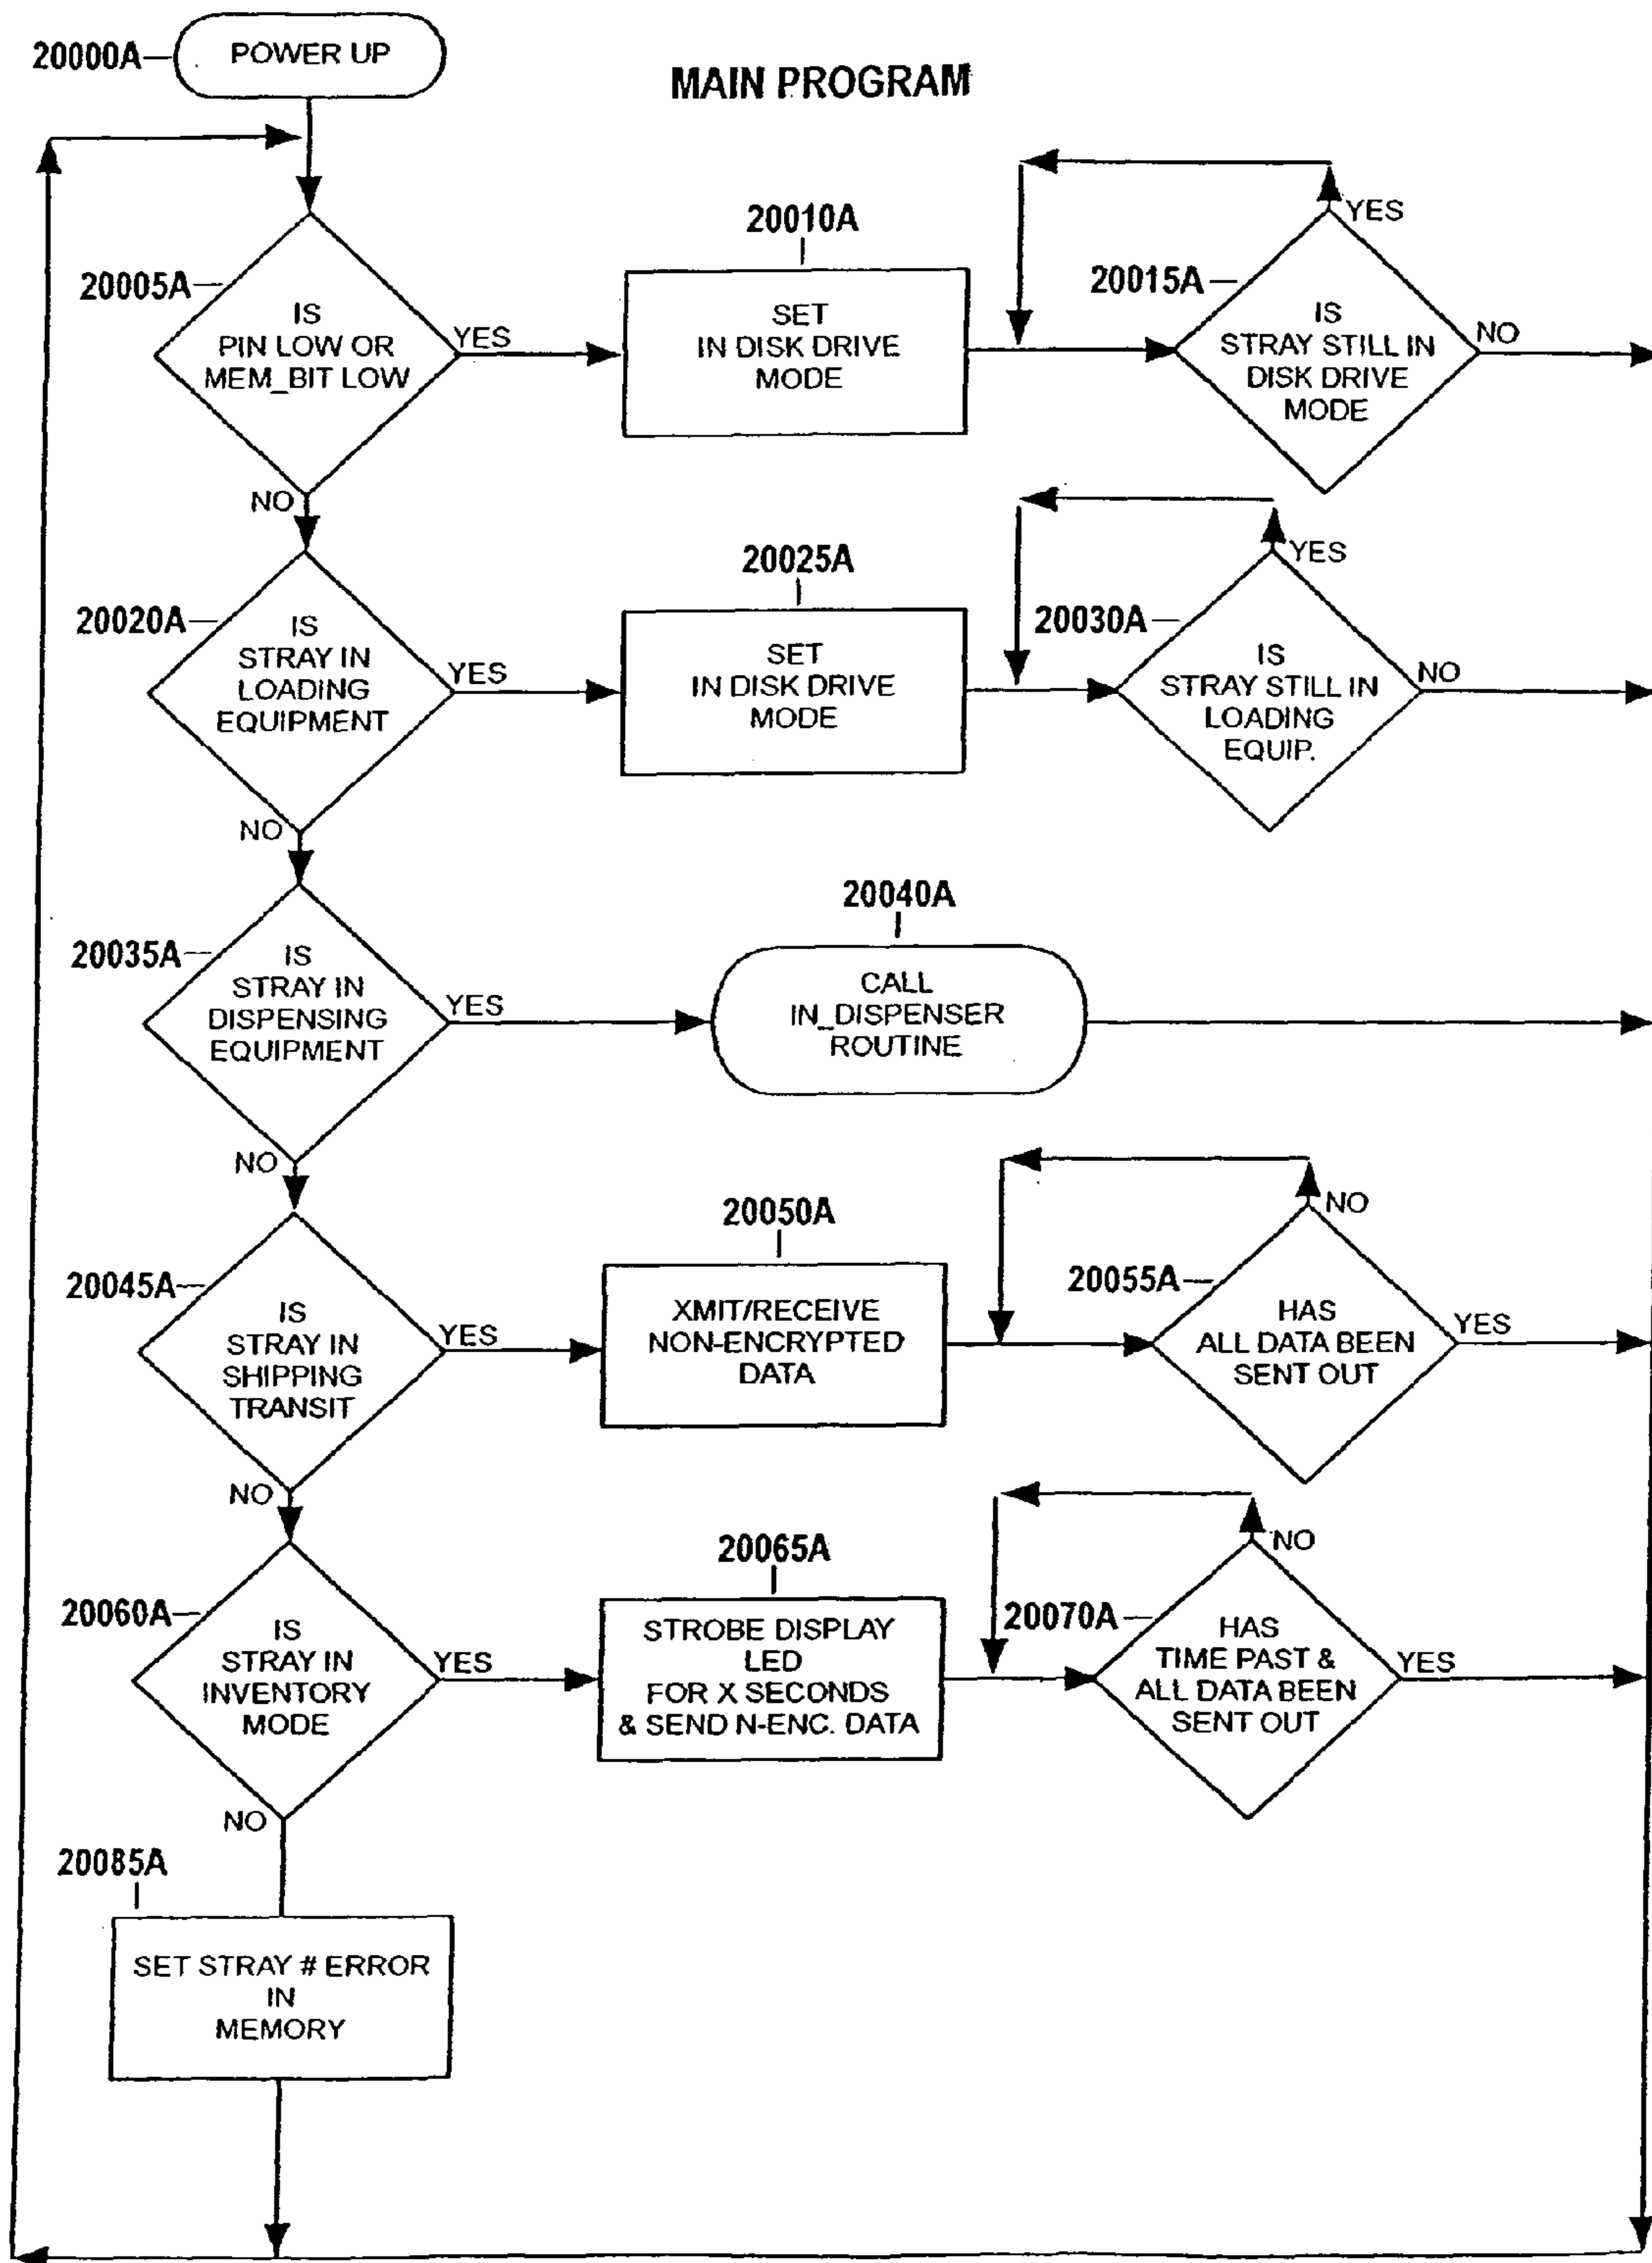 20000A
POWER UP
MAIN PROGRAM
20005A
IS
PIN LOW OR
MEM_BIT LOW
YES
NO
20010A
SET
IN DISK DRIVE
MODE
20015A
IS
STRAY STILL IN
DISK DRIVE
MODE
YES
NO
20020A
IS
STRAY IN
LOADING
EQUIPMENT
YES
NO
20025A
SET
IN DISK DRIVE
MODE
20030A
IS
STRAY STILL IN
LOADING
EQUIP.
YES
NO
20035A
IS
STRAY IN
DISPENSING
EQUIPMENT
YES
NO
20040A
CALL
IN_DISPENSER
ROUTINE
20045A
IS
STRAY IN
SHIPPING
TRANSIT
YES
NO
20050A
XMIT/RECEIVE
NON-ENCRYPTED
DATA
20055A
HAS
ALL DATA BEEN
SENT OUT
NO
YES
20060A
IS
STRAY IN
INVENTORY
MODE
YES
NO
20065A
STROBE DISPLAY
LED
FOR X SECONDS
& SEND N-ENC. DATA
20070A
HAS
TIME PAST &
ALL DATA BEEN
SENT OUT
NO
YES
20085A
SET STRAY # ERROR
IN
MEMORY